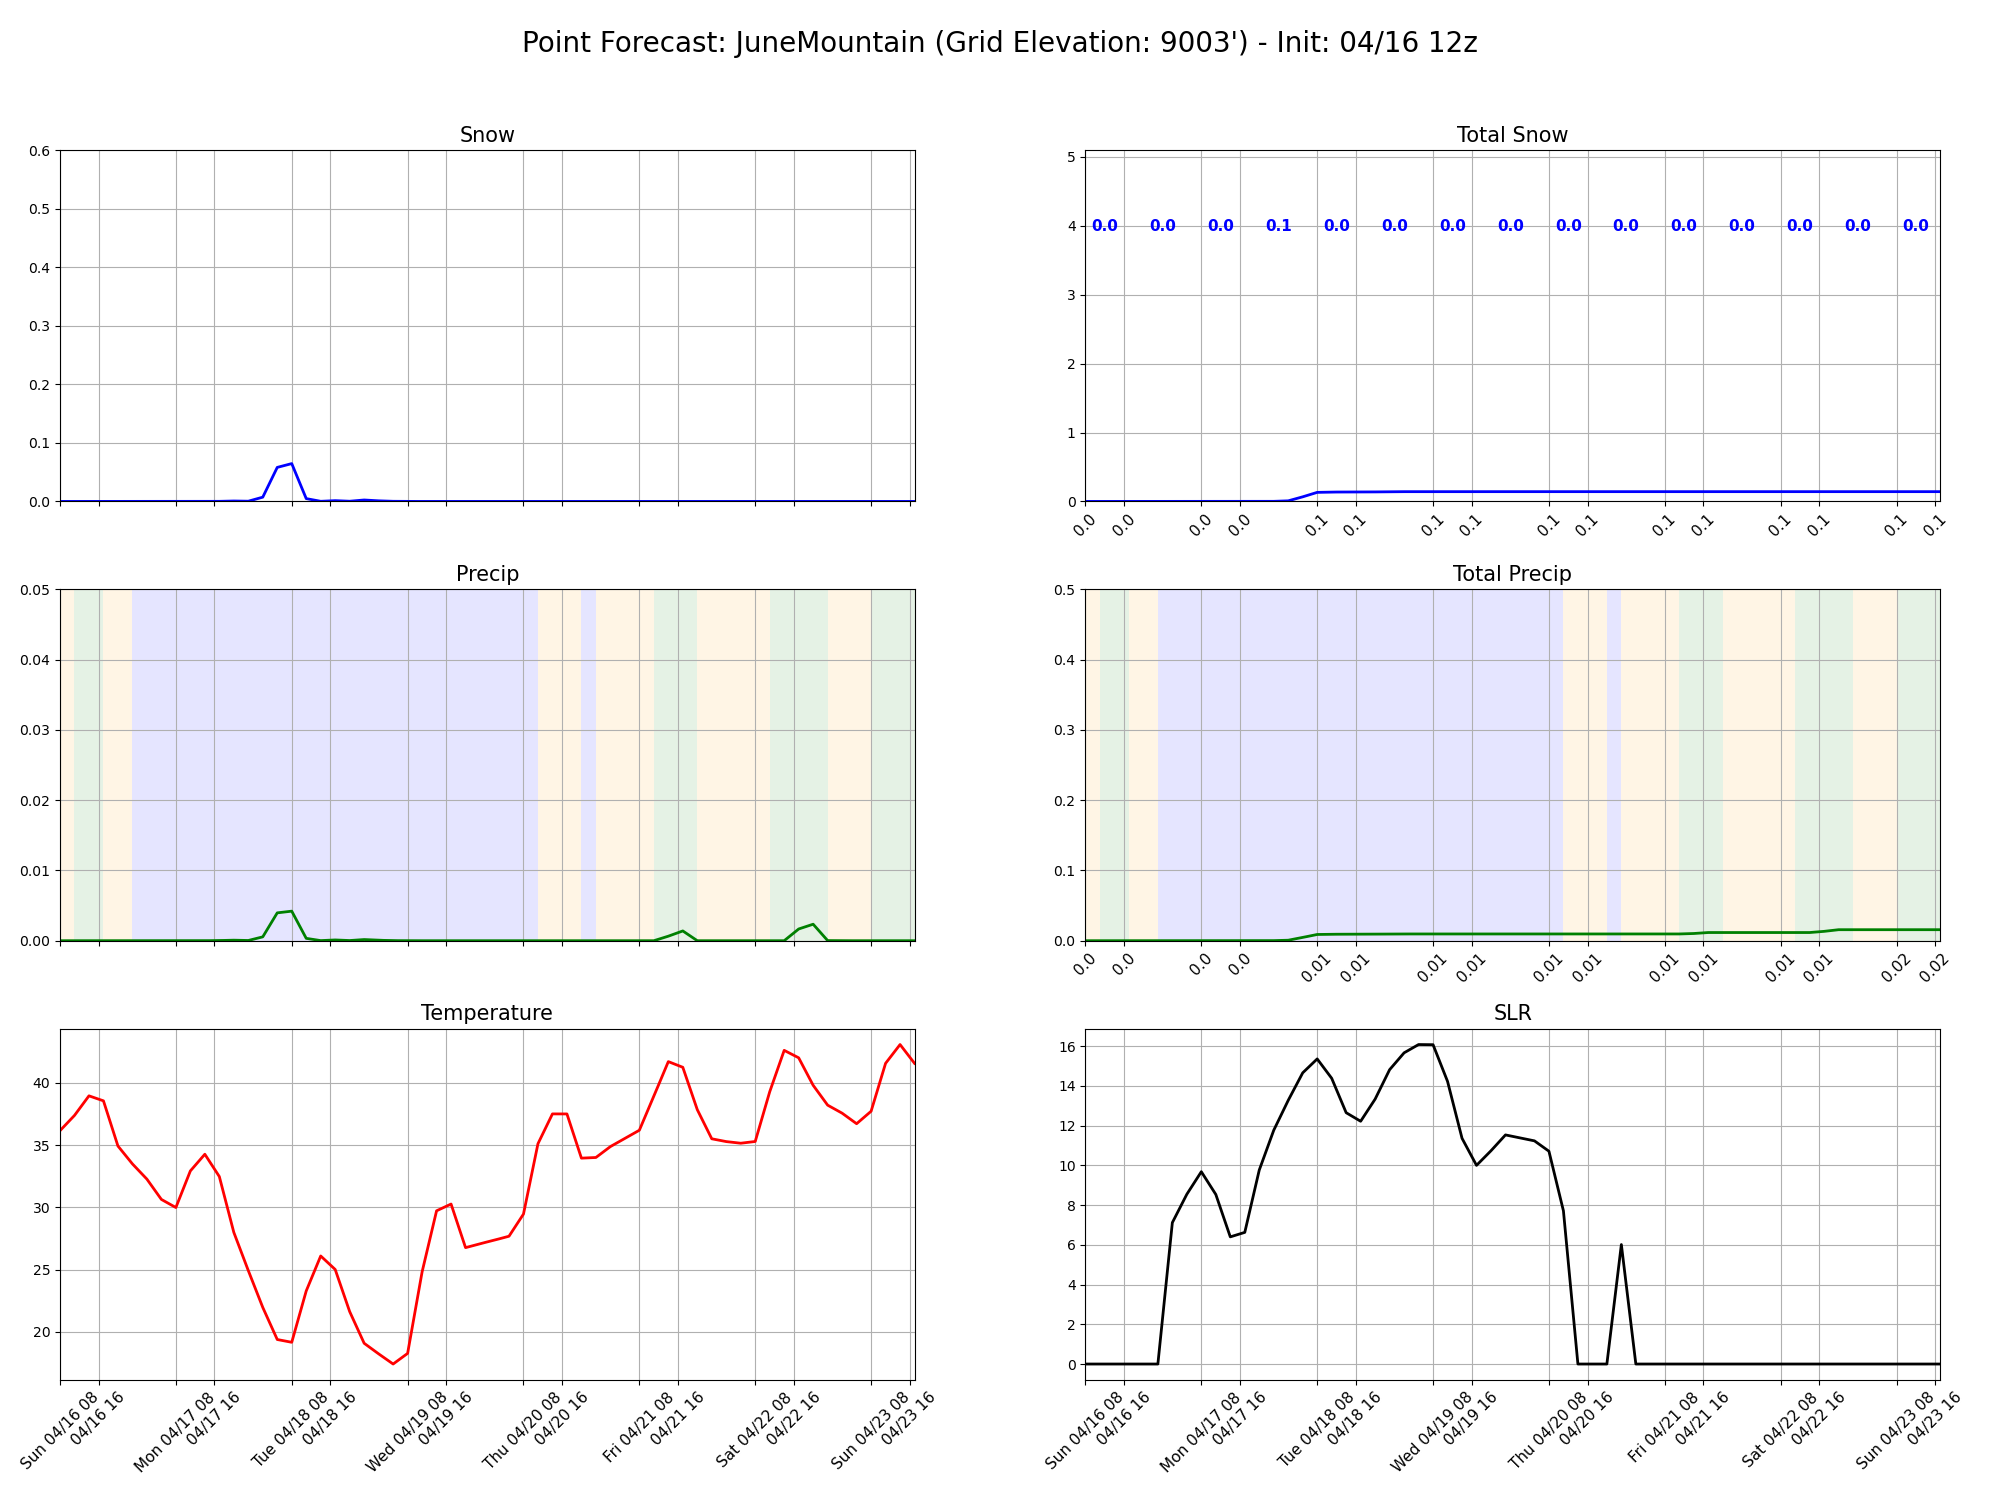 Point Forecast: JuneMountain (Grid Elevation: 9003') - Init: 04/16 12z
Snow
0.6
0.5
0.4
0.3
0.2
0.1
0.0
Total Snow
5
4
3
2
1
0
0.0 0.0 0.0 0.1 0.0 0.0 0.0 0.0 0.0 0.0 0.0 0.0 0.0 0.0 0.0
0.0 0.0 0.0 0.0 0.1 0.1 0.1 0.1 0.1 0.1 0.1 0.1 0.1 0.1 0.1 0.1
Precip
0.05
0.04
0.03
0.02
0.01
0.00
Total Precip
0.5
0.4
0.3
0.2
0.1
0.0
0.0 0.0 0.0 0.0 0.01 0.01 0.01 0.01 0.01 0.01 0.01 0.01 0.01 0.01 0.02 0.02
Temperature
40
35
30
25
20
Sun 04/16 08
04/16 16
Mon 04/17 08
04/17 16
Tue 04/18 08
04/18 16
Wed 04/19 08
04/19 16
Thu 04/20 08
04/20 16
Fri 04/21 08
04/21 16
Sat 04/22 08
04/22 16
Sun 04/23 08
04/23 16
SLR
16
14
12
10
8
6
4
2
0
Sun 04/16 08
04/16 16
Mon 04/17 08
04/17 16
Tue 04/18 08
04/18 16
Wed 04/19 08
04/19 16
Thu 04/20 08
04/20 16
Fri 04/21 08
04/21 16
Sat 04/22 08
04/22 16
Sun 04/23 08
04/23 16